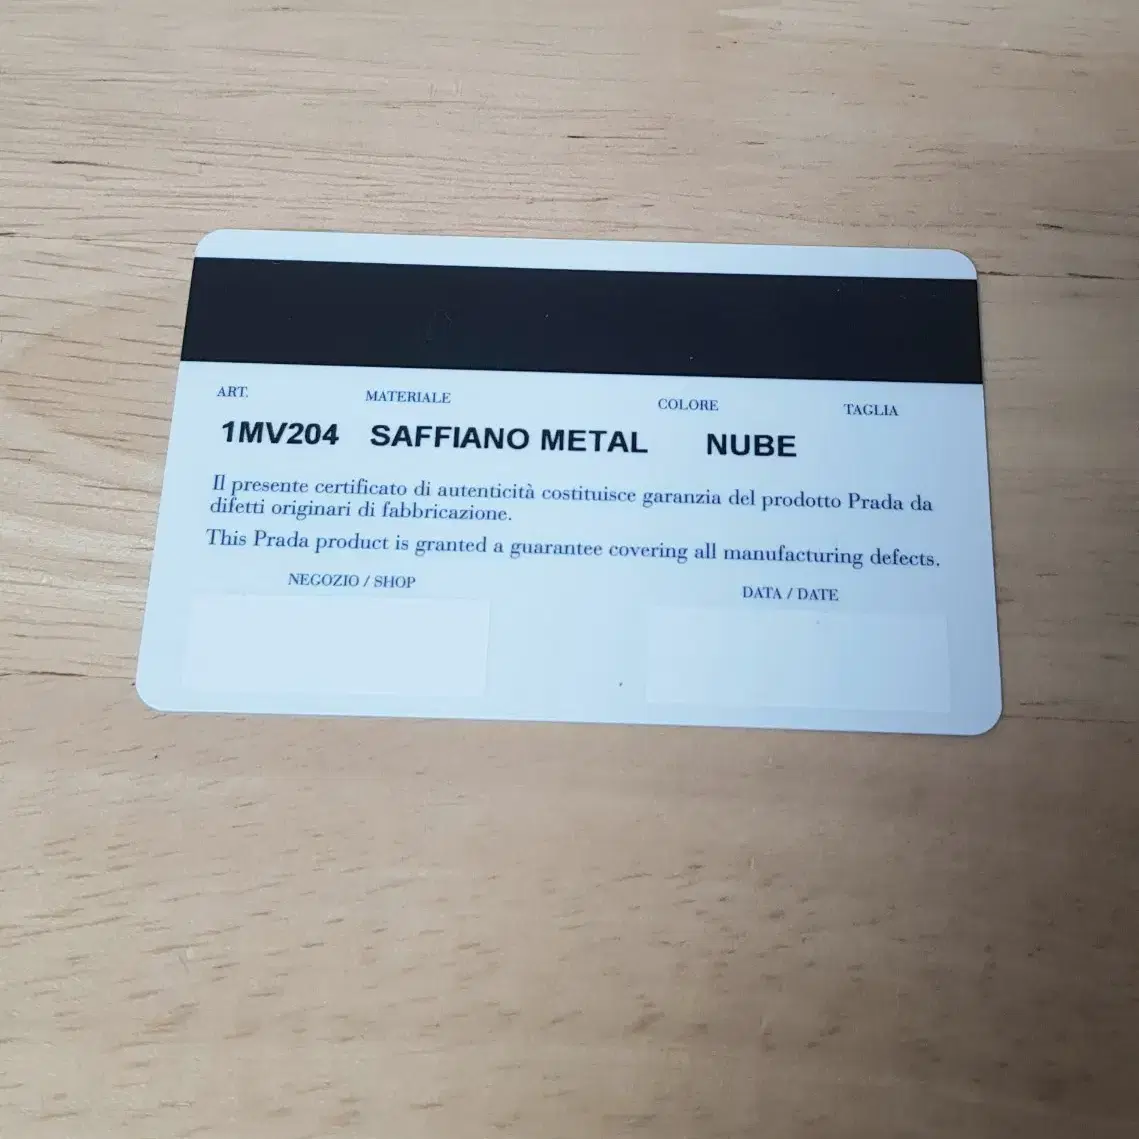 ART. MATERIALE COLORE TAGLIA
1MV204 SAFFIANO METAL NUBE
Il presente certificato di autenticità costituisce garanzia del prodotto Prada da
difetti originari di fabbricazione.
This Prada product is granted a guarantee covering all manufacturing defects.
NEGOZIO / SHOP DATA / DATE